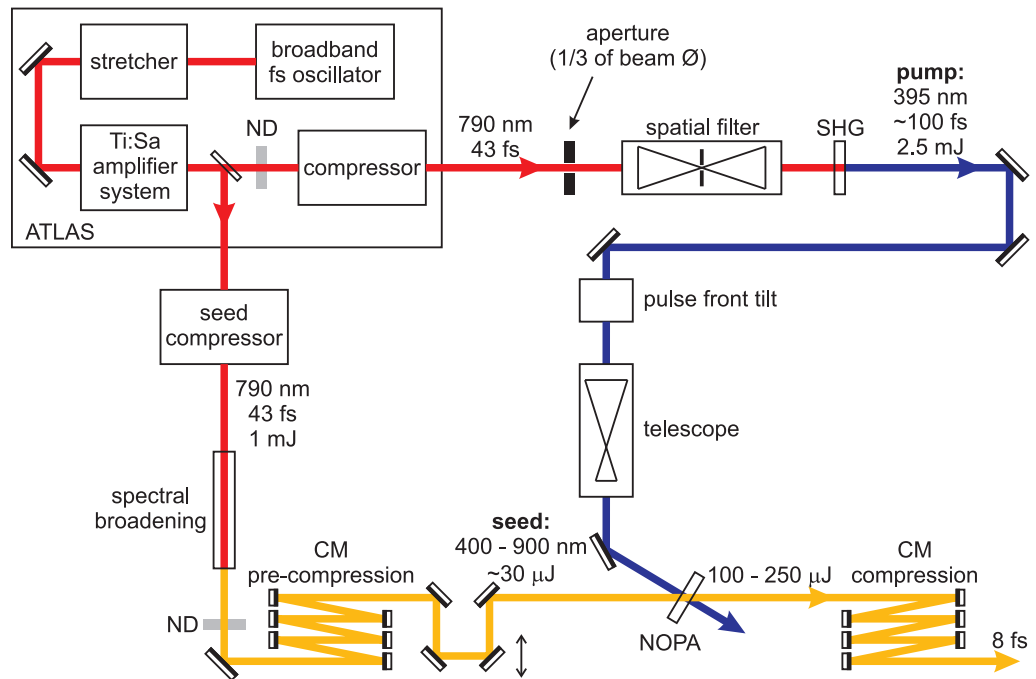 stretcher
broadband
fs oscillator
Ti:Sa
amplifier
system
ND
compressor
ATLAS
790 nm
43 fs
aperture
(1/3 of beam Ø)
spatial filter
SHG
pump:
395 nm
~100 fs
2.5 mJ
pulse front tilt
telescope
seed
compressor
790 nm
43 fs
1 mJ
spectral
broadening
ND
CM
pre-compression
seed:
400 - 900 nm
~30 µJ
NOPA
100 - 250 µJ
CM
compression
8 fs